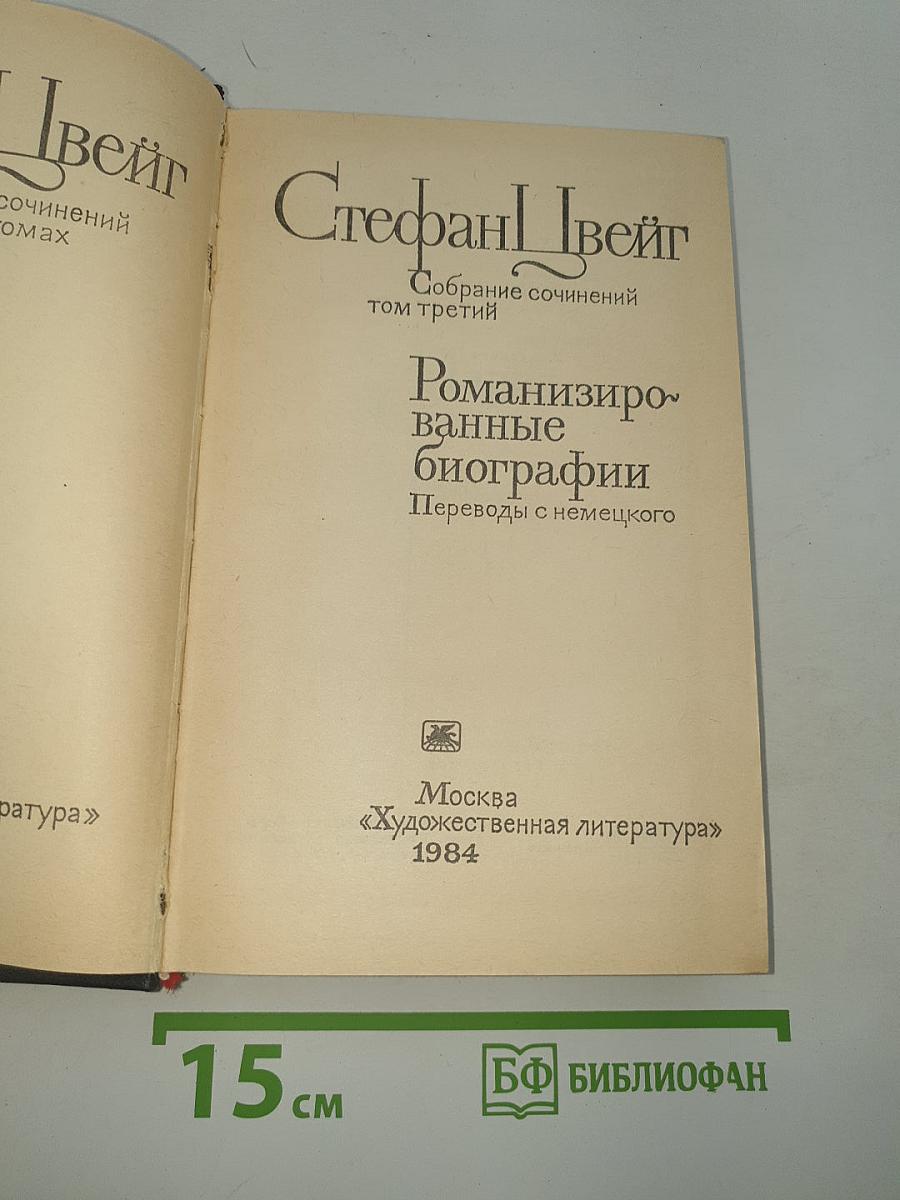 Цвейг
сочинений
томах
ратура»
Стефан Цвейг
Собрание сочинений
том третий
Романизиро-
ванные
биографии
Переводы с немецкого
Москва
«Художественная литература»
1984
15 см
БФ БИБЛИОФАН